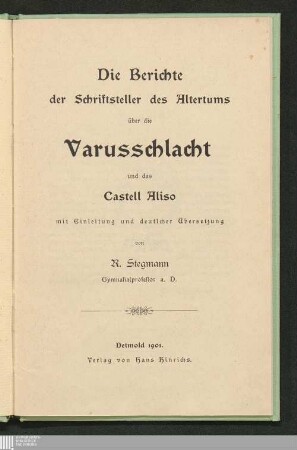 Die Berichte
der Schriftsteller des Altertums
über die
Varusschlacht
und das
Castell Aliso
mit Einleitung und deutscher Übersetzung
von
R. Stegmann
Gymnasialprofessor a. D.
Detmold 1901.
Verlag von Hans Hinrichs.